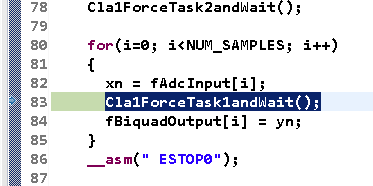 78 Cla1ForceTask2andWait();
79
80 for(i=0; i<NUM_SAMPLES; i++)
81 {
82 xn = fAdcInput[i];
83 Cla1ForceTask1andWait();
84 fBiquadOutput[i] = yn;
85 }
86 __asm(" ESTOP0");
87